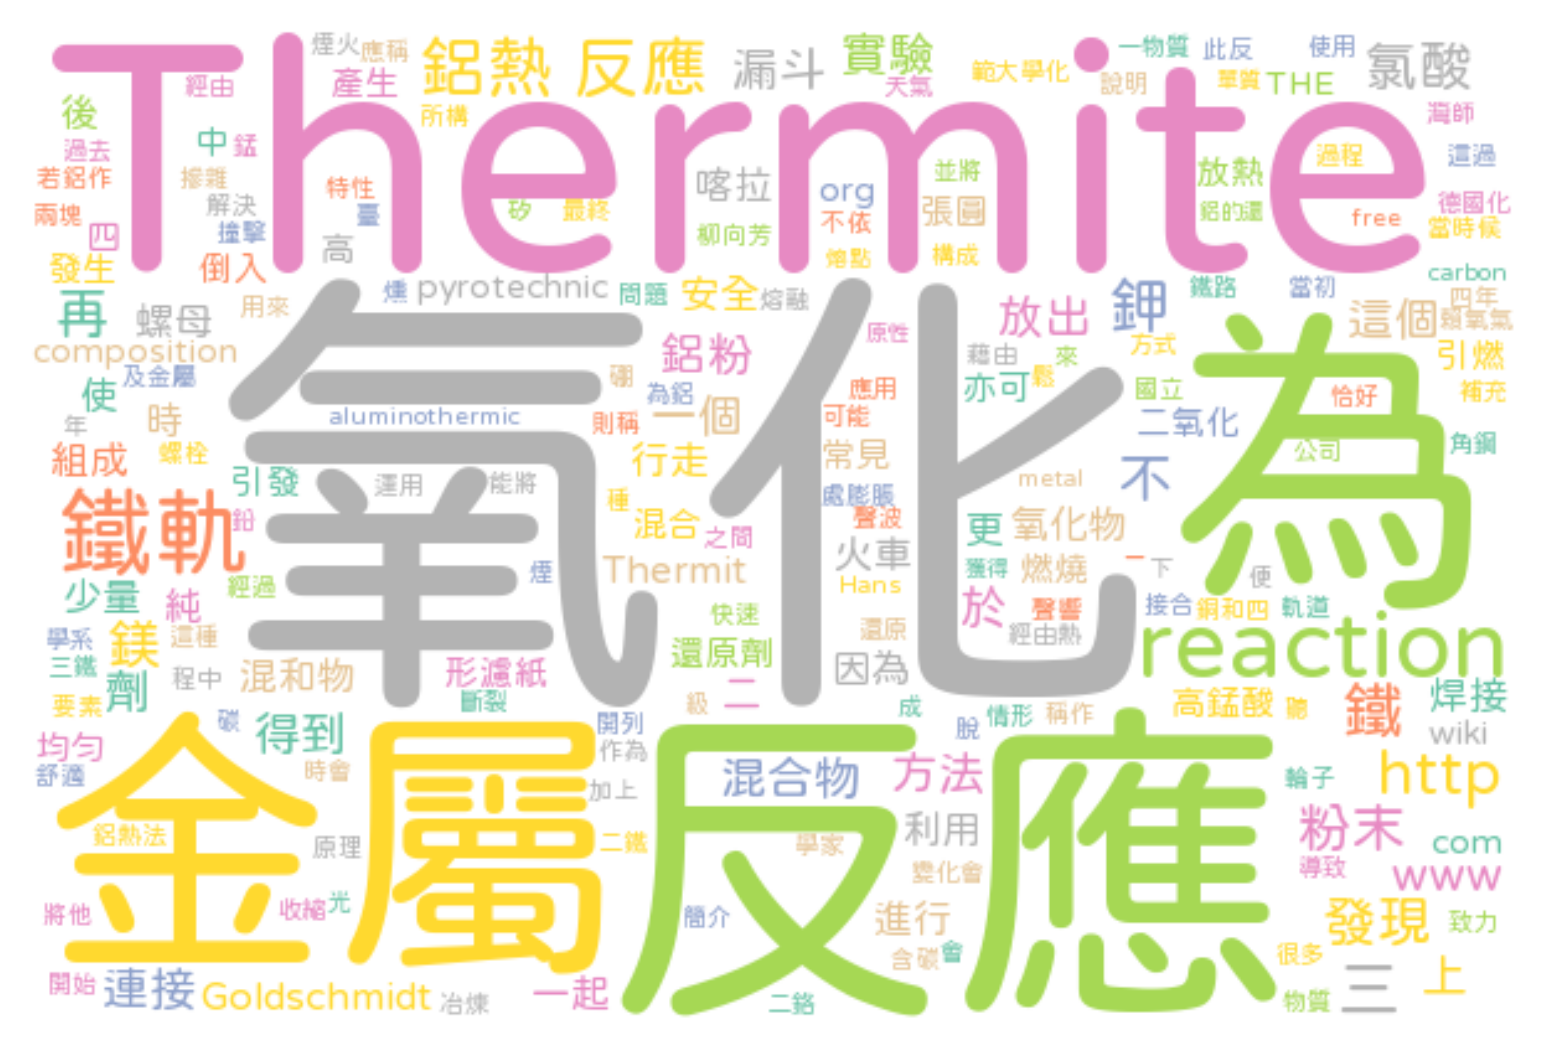 Thermite
氧化
為
金屬
反應
煙火
應稱
經由
產生
鋁熱
反應
所構
漏斗
實驗
天氣
範大學化
說明
一物質
此反
單質
使用
THE
氯酸
灣師
後
中
錳
過去
若鋁作
摻雜
兩塊
解決
四
撞擊
發生
倒入
特性
臺
高
矽
最終
喀拉
org
並將
柳向芳
不依
張圓
熔點
構成
放熱
過程
這過
鋁的還
free
德國化
當時候
carbon
再
螺母
用來
燻
pyrotechnic
問題
安全
熔融
放出
鉀
鐵路
當初
這個
四年
composition
使
及金屬
鋁粉
原性
藉由
來
方式
引燃
年
時
硼
為鋁
應用
亦可
鬆
國立
恰好
補充
aluminothermic
則稱
一個
可能
二氧化
組成
螺栓
引發
運用
能將
行走
常見
metal
不
公司
角鋼
鐵軌
鉛
種
混合
之間
處膨脹
聲波
更
氧化物
火車
煙
Thermit
Hans
獲得
燃燒
一
下
便
少量
純
經過
快速
於
聲響
接合
銅和四
軌道
學系
鎂
這種
還原
經由熱
reaction
三鐵
劑
程中
混和物
形濾紙
還原劑
因為
要素
斷裂
二
級
成
情形
稱作
高錳酸
聽
鐵
焊接
均勻
碳
得到
開列
脫
wiki
舒適
時會
作為
混合物
方法
輪子
http
加上
鋁熱法
原理
二鐵
學家
利用
粉末
com
變化會
導致
www
將他
收縮
光
簡介
進行
發現
致力
含碳
會
很多
開始
連接
Goldschmidt
冶煉
一起
二鉻
物質
三
上